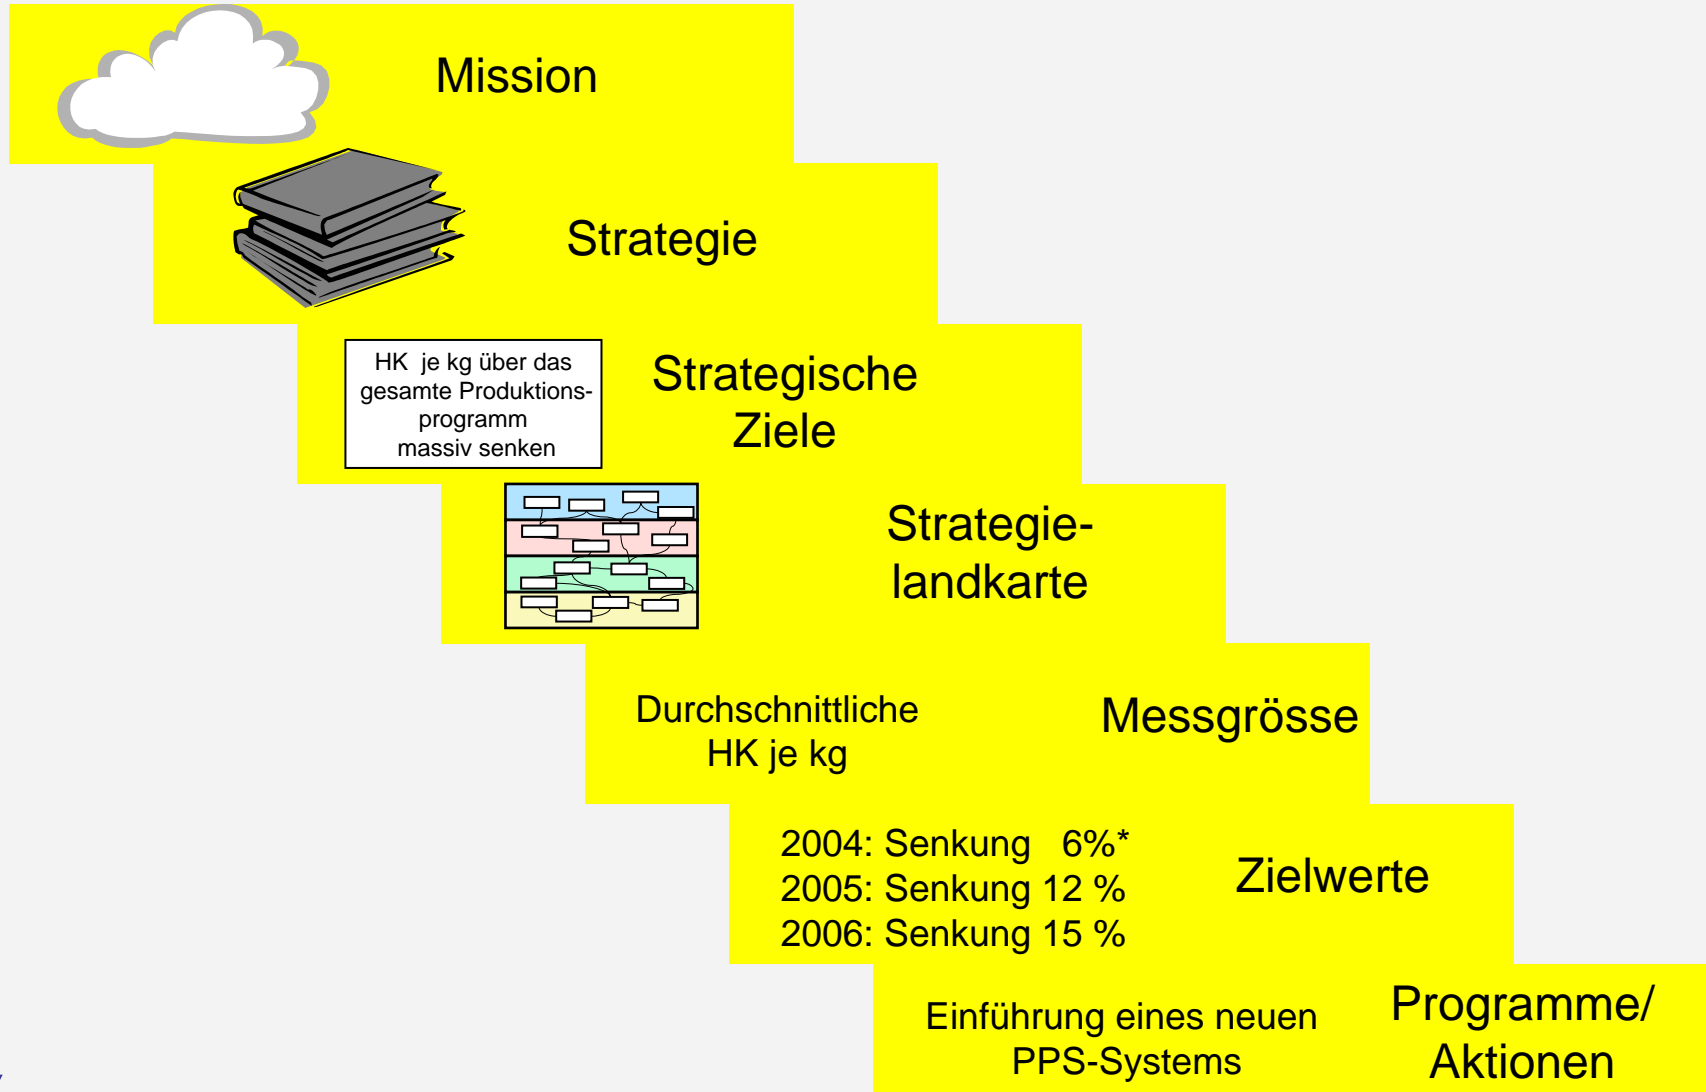 Mission
Strategie
HK je kg über das
gesamte Produktions-
programm
massiv senken
Strategische
Ziele
Strategie-
landkarte
Durchschnittliche
HK je kg
Messgrösse
2004: Senkung 6%*
2005: Senkung 12 %
2006: Senkung 15 %
Zielwerte
Einführung eines neuen
PPS-Systems
Programme/
Aktionen